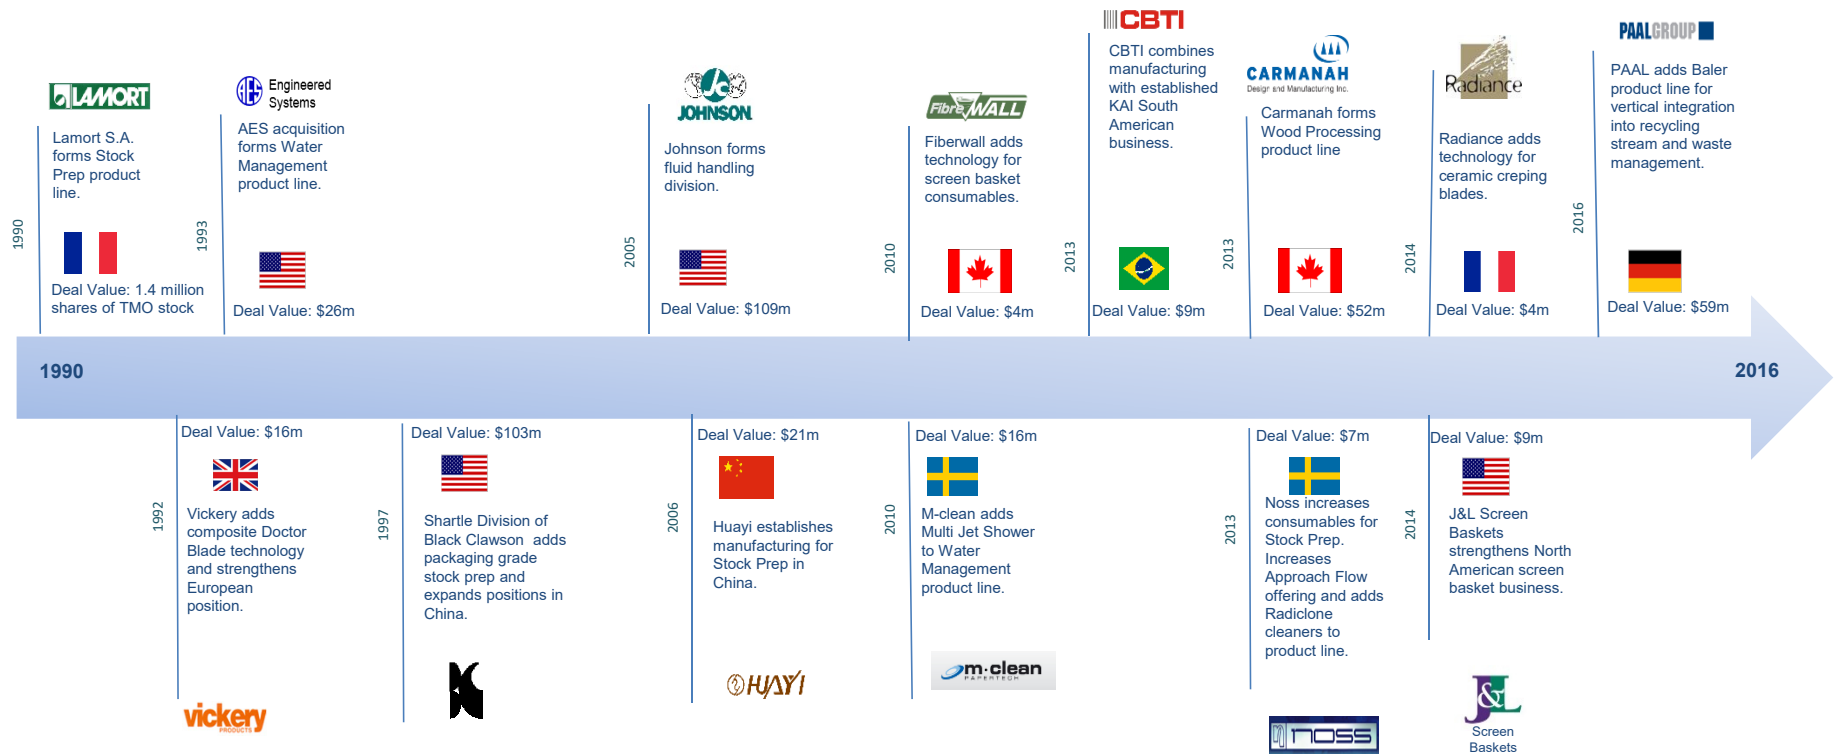 LAMORT
1990
Lamort S.A.
forms Stock
Prep product
line.
Deal Value: 1.4 million
shares of TMO stock
AES
Engineered
Systems
1993
AES acquisition
forms Water
Management
product line.
Deal Value: $26m
JC
JOHNSON
2005
Johnson forms
fluid handling
division.
Deal Value: $109m
FibreWALL
2010
Fiberwall adds
technology for
screen basket
consumables.
Deal Value: $4m
CBTI
2013
CBTI combines
manufacturing
with established
KAI South
American
business.
Deal Value: $9m
CARMANAH
Design and Manufacturing Inc.
2013
Carmanah forms
Wood Processing
product line
Deal Value: $52m
Radiance
2014
Radiance adds
technology for
ceramic creping
blades.
Deal Value: $4m
PAALGROUP
2016
PAAL adds Baler
product line for
vertical integration
into recycling
stream and waste
management.
Deal Value: $59m
1990
2016
Deal Value: $16m
1992
Vickery adds
composite Doctor
Blade technology
and strengthens
European
position.
vickery
PRODUCTS
Deal Value: $103m
1997
Shartle Division of
Black Clawson  adds
packaging grade
stock prep and
expands positions in
China.
Deal Value: $21m
2006
Huayi establishes
manufacturing for
Stock Prep in
China.
HUAYI
Deal Value: $16m
2010
M-clean adds
Multi Jet Shower
to Water
Management
product line.
m·clean
PAPERTECH
Deal Value: $7m
2013
Noss increases
consumables for
Stock Prep.
Increases
Approach Flow
offering and adds
Radiclone
cleaners to
product line.
noss
Deal Value: $9m
2014
J&L Screen
Baskets
strengthens North
American screen
basket business.
J&L
Screen
Baskets